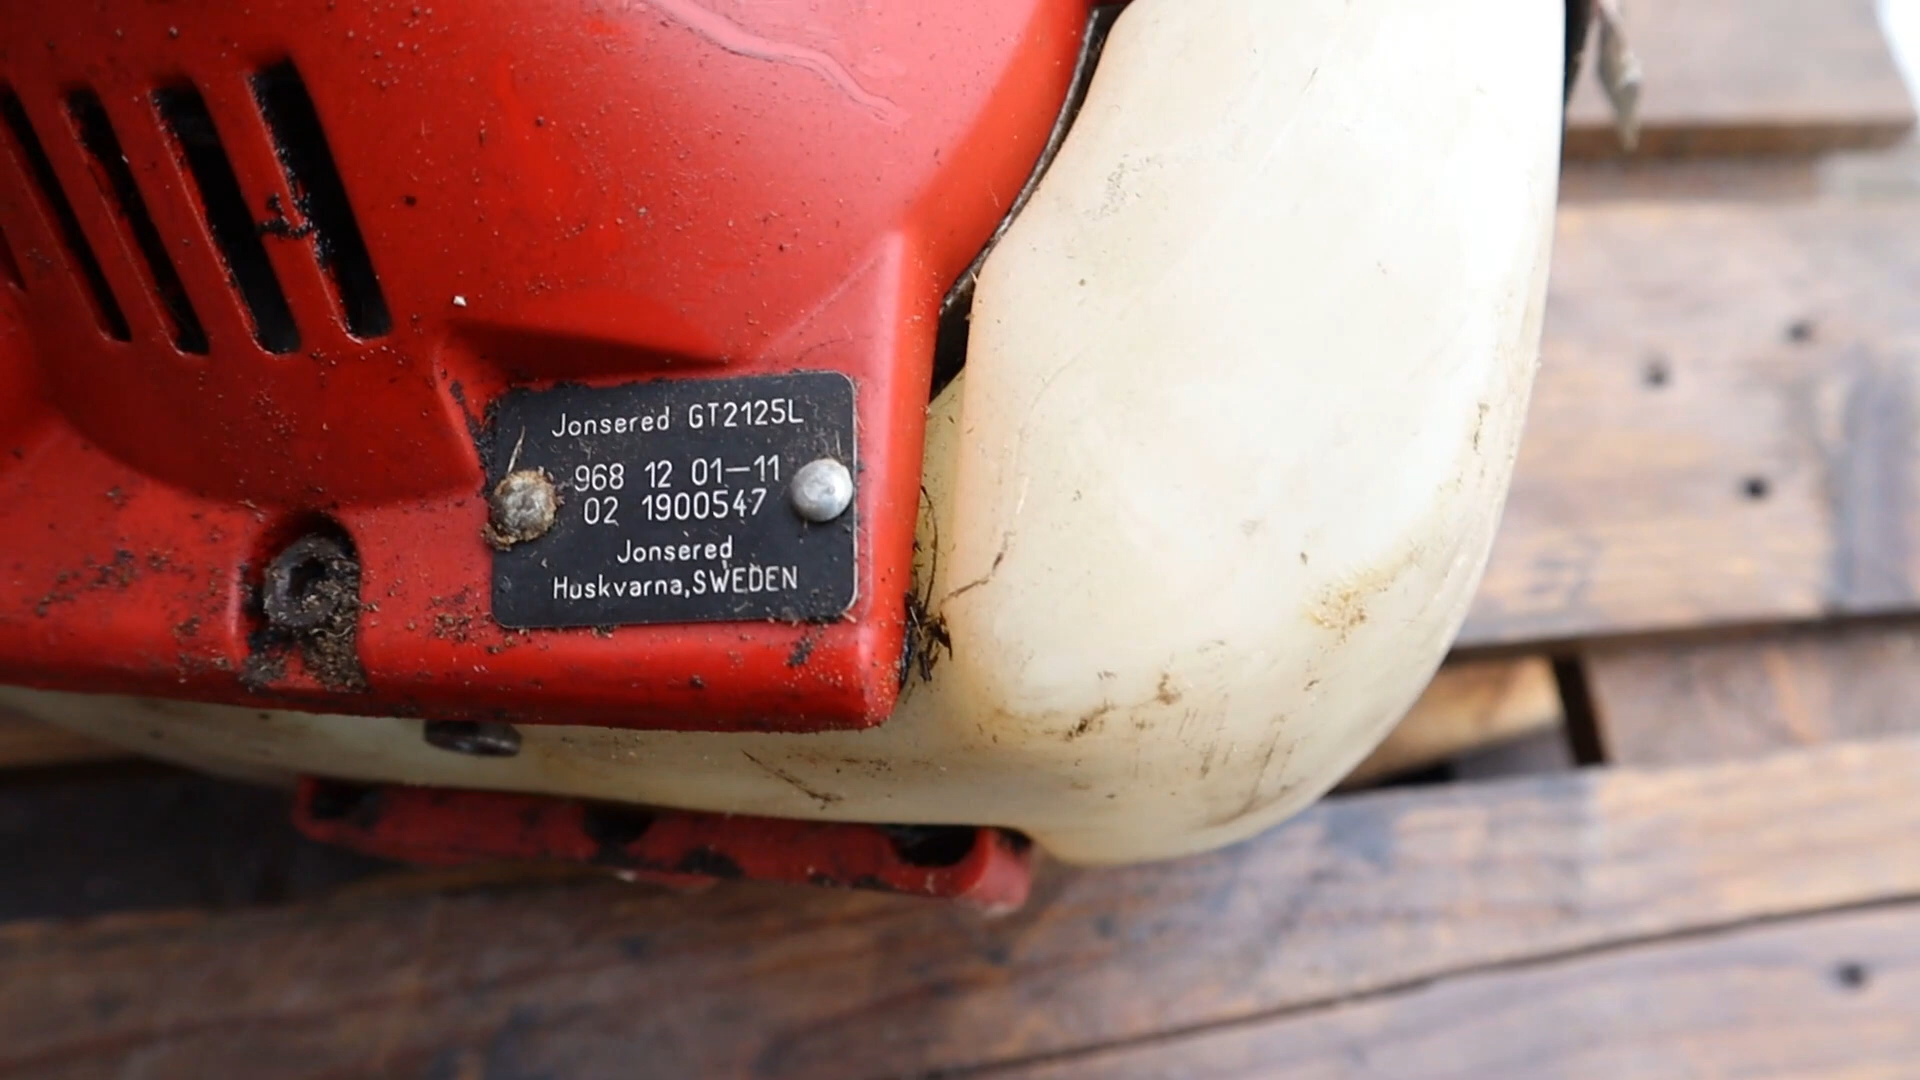 Jonsered GT2125L
968 12 01-11
02 1900547
Jonsered
Huskvarna,SWEDEN